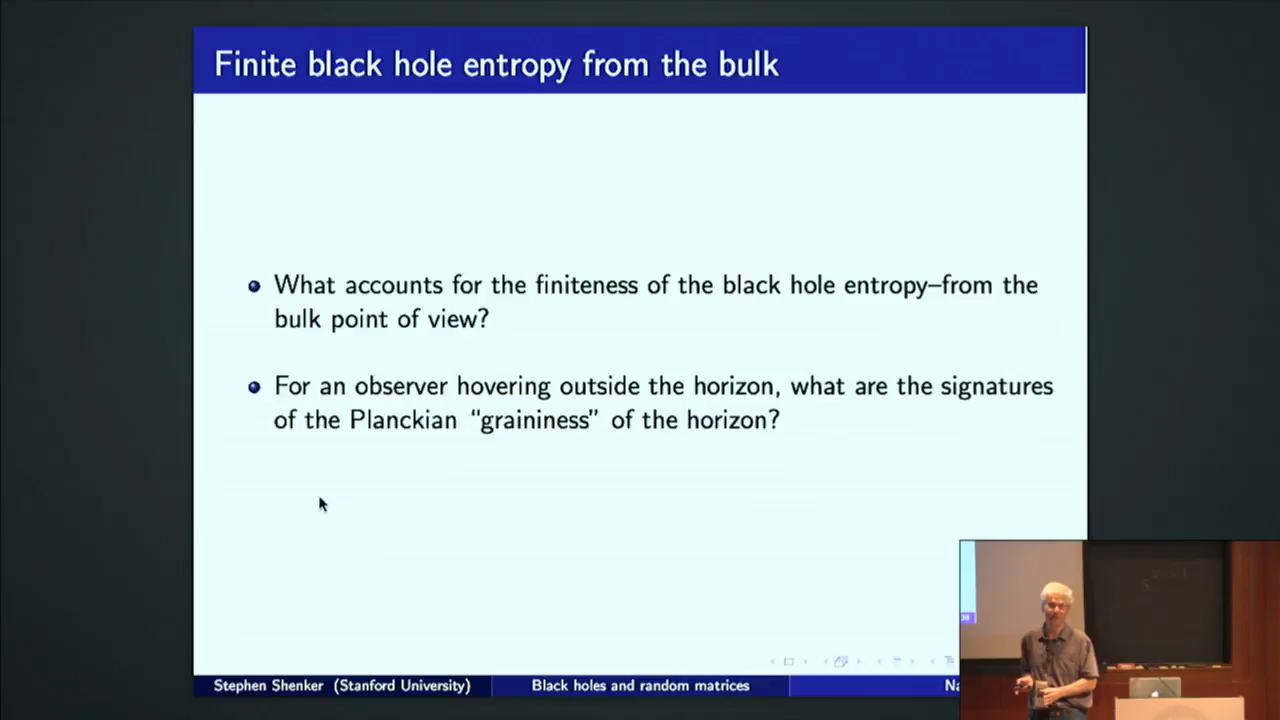 Finite black hole entropy from the bulk
What accounts for the finiteness of the black hole entropy–from the
bulk point of view?
For an observer hovering outside the horizon, what are the signatures
of the Planckian “graininess” of the horizon?
Stephen Shenker (Stanford University)
Black holes and random matrices